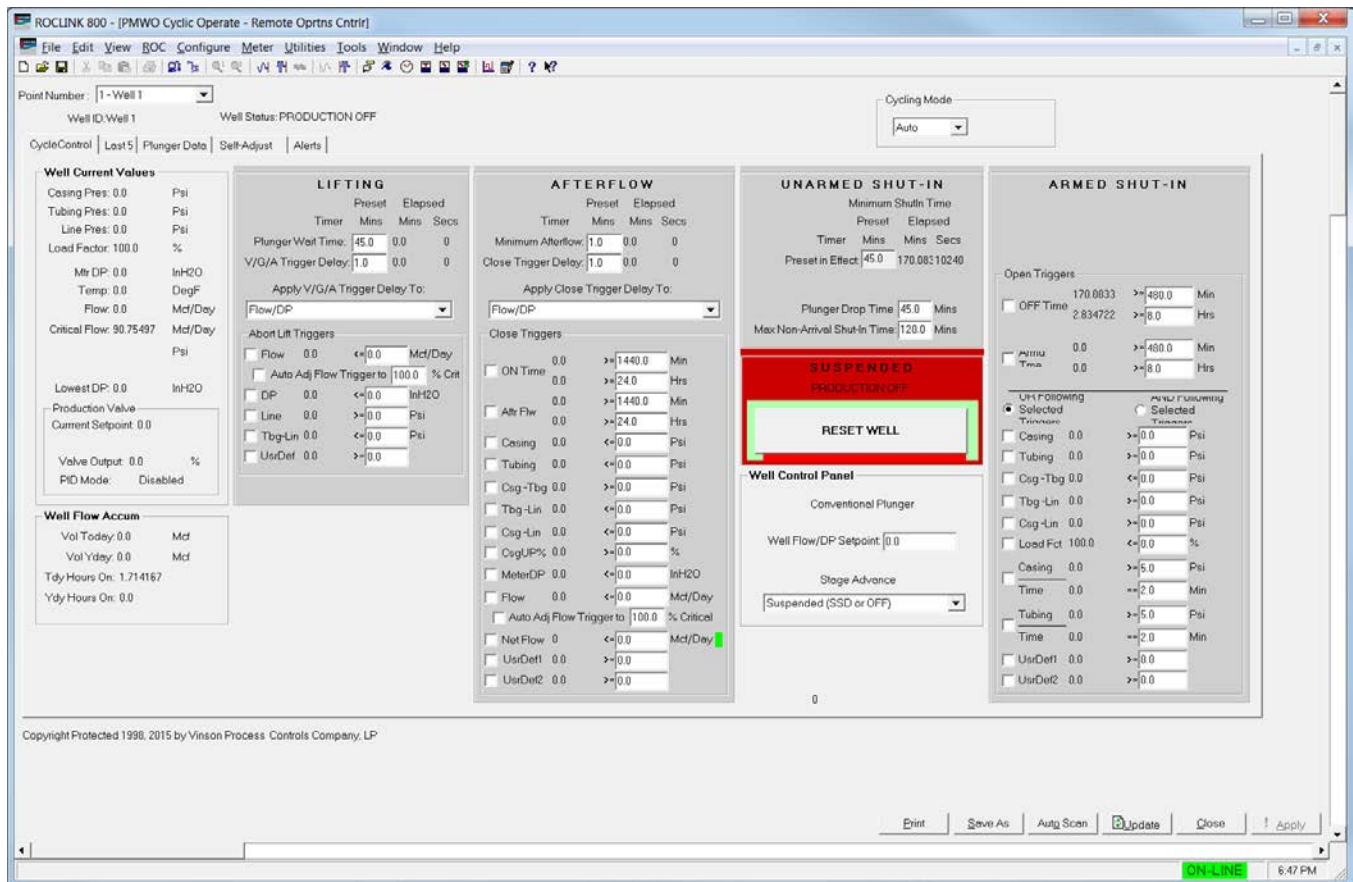 ROCLINK 800 - [PMWO Cyclic Operate - Remote Oprtns Cntrlr]
File Edit View ROC Configure Meter Utilities Tools Window Help
Point Number: 1 - Well 1
Well ID: Well 1 Well Status: PRODUCTION OFF
Cycling Mode
Auto
CycleControl Last 5 Plunger Data Self-Adjust Alerts
Well Current Values
Casing Pres: 0.0 Psi
Tubing Pres: 0.0 Psi
Line Pres: 0.0 Psi
Load Factor: 100.0 %
Mtr DP: 0.0 InH2O
Temp: 0.0 DegF
Flow: 0.0 Mcf/Day
Critical Flow: 90.75497 Mcf/Day
Psi
Lowest DP: 0.0 InH2O
Production Valve
Current Setpoint: 0.0
Valve Output: 0.0 %
PID Mode: Disabled
Well Flow Accum
Vol Today: 0.0 Mcf
Vol Yday: 0.0 Mcf
Tdy Hours On: 1.714167
Ydy Hours On: 0.0
LIFTING
Preset Elapsed
Timer Mins Mins Secs
Plunger Wait Time: 45.0 0.0 0
V/G/A Trigger Delay: 1.0 0.0 0
Apply V/G/A Trigger Delay To:
Flow/DP
Abort Lift Triggers
Flow 0.0 <= 0.0 Mcf/Day
Auto Adj Flow Trigger to 100.0 % Crit
DP 0.0 <= 0.0 InH2O
Line 0.0 >= 0.0 Psi
Tbg-Lin 0.0 <= 0.0 Psi
UsrDef 0.0 >= 0.0
AFTERFLOW
Preset Elapsed
Timer Mins Mins Secs
Minimum Afterflow: 1.0 0.0 0
Close Trigger Delay: 1.0 0.0 0
Apply Close Trigger Delay To:
Flow/DP
Close Triggers
ON Time 0.0 >= 1440.0 Min
0.0 >= 24.0 Hrs
Aftr Flw 0.0 >= 1440.0 Min
0.0 >= 24.0 Hrs
Casing 0.0 <= 0.0 Psi
Tubing 0.0 <= 0.0 Psi
Csg-Tbg 0.0 >= 0.0 Psi
Tbg-Lin 0.0 <= 0.0 Psi
Csg-Lin 0.0 <= 0.0 Psi
CsgUP% 0.0 >= 0.0 %
MeterDP 0.0 <= 0.0 InH2O
Flow 0.0 <= 0.0 Mcf/Day
Auto Adj Flow Trigger to 100.0 % Critical
Net Flow 0 <= 0.0 Mcf/Day
UsrDef1 0.0 >= 0.0
UsrDef2 0.0 >= 0.0
UNARMED SHUT-IN
Minimum ShutIn Time
Preset Elapsed
Timer Mins Mins Secs
Preset in Effect: 45.0 170.083 10240
Plunger Drop Time 45.0 Mins
Max Non-Arrival Shut-In Time: 120.0 Mins
SUSPENDED
PRODUCTION OFF
RESET WELL
Well Control Panel
Conventional Plunger
Well Flow/DP Setpoint: 0.0
Stage Advance
Suspended (SSD or OFF)
0
ARMED SHUT-IN
Open Triggers
OFF Time 170.0833 >= 480.0 Min
2.834722 >= 8.0 Hrs
0.0 >= 480.0 Min
0.0 >= 8.0 Hrs
OR Following AND Following
Selected Selected
Triggers Triggers
Casing 0.0 >= 0.0 Psi
Tubing 0.0 >= 0.0 Psi
Csg-Tbg 0.0 <= 0.0 Psi
Tbg-Lin 0.0 >= 0.0 Psi
Csg-Lin 0.0 >= 0.0 Psi
Load Fct 100.0 <= 0.0 %
Casing 0.0 >= 5.0 Psi
Time 0.0 == 2.0 Min
Tubing 0.0 >= 5.0 Psi
Time 0.0 == 2.0 Min
UsrDef1 0.0 >= 0.0
UsrDef2 0.0 >= 0.0
Copyright Protected 1998, 2015 by Vinson Process Controls Company, LP
Print Save As Auto Scan Update Close ! Apply
ON-LINE 6:47 PM